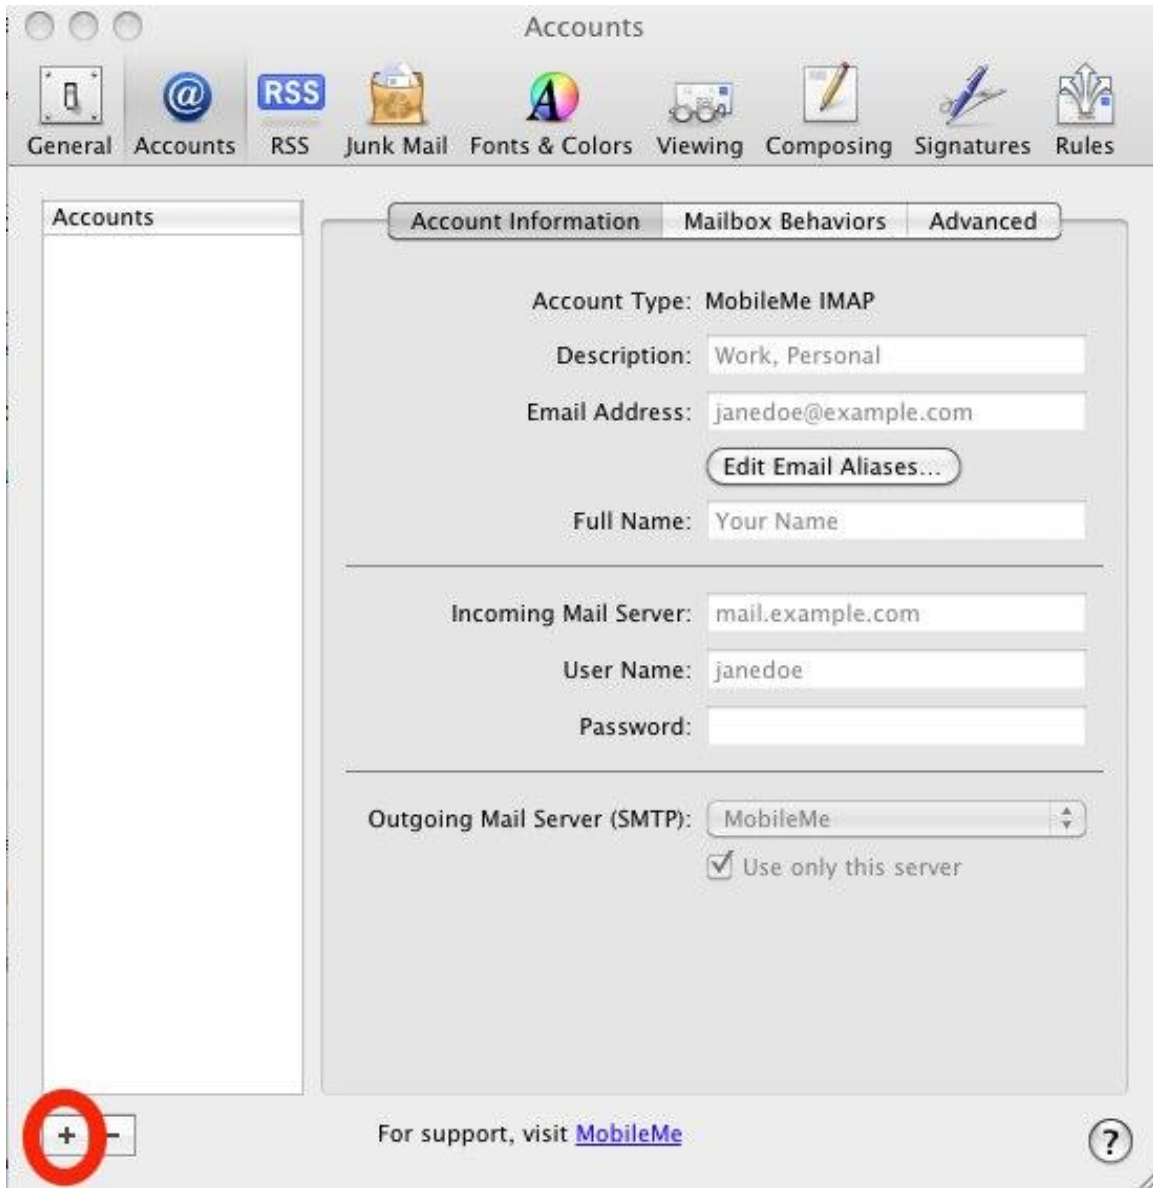 Accounts
General Accounts RSS RSS Junk Mail Fonts & Colors Viewing Composing Signatures Rules
Accounts
Account Information Mailbox Behaviors Advanced
Account Type: MobileMe IMAP
Description: Work, Personal
Email Address: janedoe@example.com
Edit Email Aliases...
Full Name: Your Name
Incoming Mail Server: mail.example.com
User Name: janedoe
Password:
Outgoing Mail Server (SMTP): MobileMe
Use only this server
+ −
For support, visit MobileMe
?